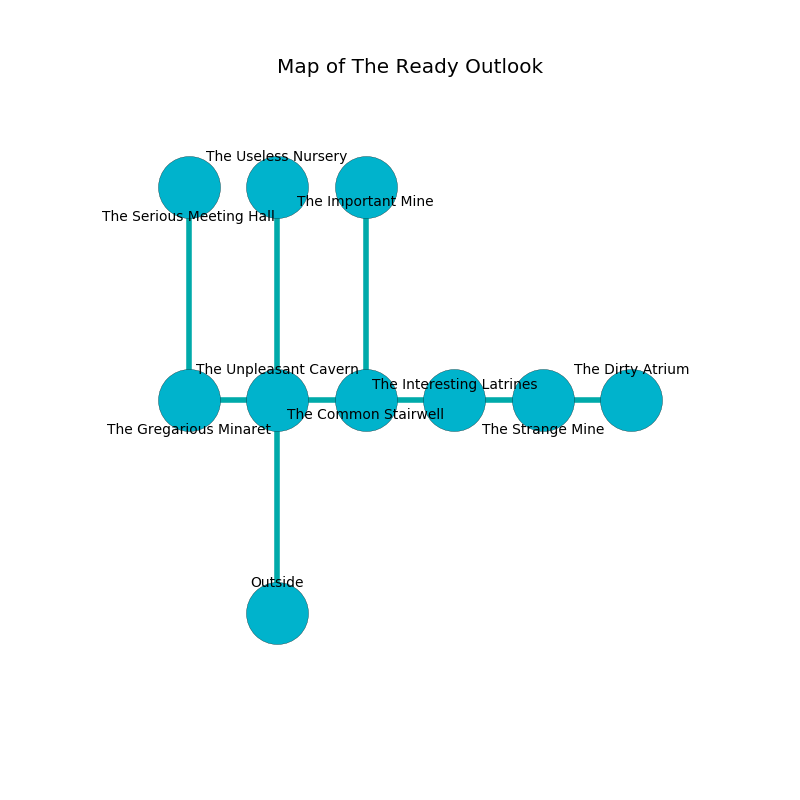 Map of The Ready Outlook
The Useless Nursery
The Important Mine
The Serious Meeting Hall
The Unpleasant Cavern
The Dirty Atrium
The Interesting Latrines
The Common Stairwell
The Gregarious Minaret
The Strange Mine
Outside